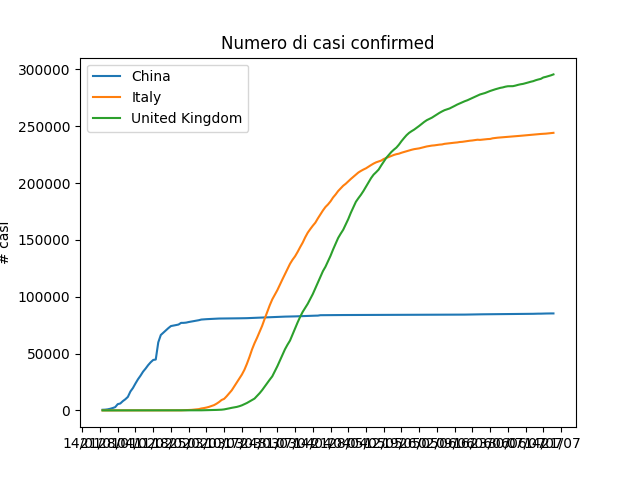 Numero di casi confirmed
China
Italy
United Kingdom
# casi
300000
250000
200000
150000
100000
50000
0